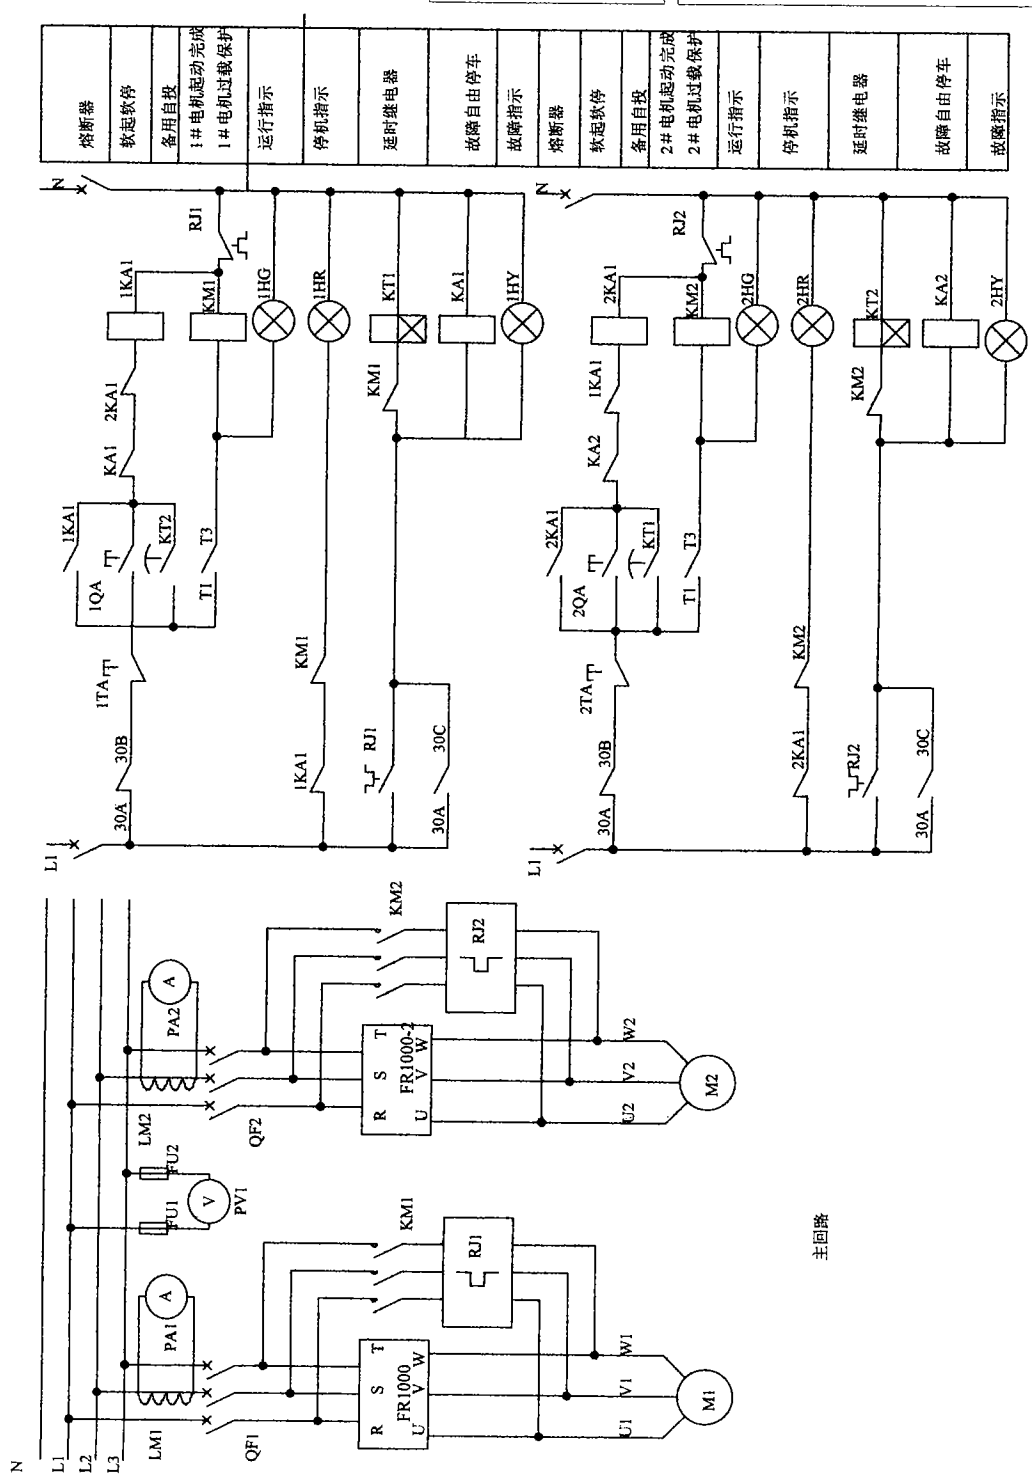 熔断器
软起软停
备用自投
1#电机起动完成
1#电机过载保护
运行指示
停机指示
延时继电器
故障自由停车
故障指示
熔断器
软起软停
备用自投
2#电机起动完成
2#电机过载保护
运行指示
停机指示
延时继电器
故障自由停车
故障指示
L1
N
30A
30B
1TA
1QA
1KA1
KT2
KA1
2KA1
1KA1
T1
T3
KM1
RJ1
1HG
1KA1
KM1
1HR
RJ1
30A
30C
KM1
KT1
KA1
1HY
L1
N
30A
30B
2TA
2QA
2KA1
KT1
KA2
1KA1
2KA1
T1
T3
KM2
RJ2
2HG
2KA1
KM2
2HR
RJ2
30A
30C
KM2
KT2
KA2
2HY
N
L1
L2
L3
LM1
PA1
A
QF1
R
S
T
FR1000
U
V
W
KM1
RJ1
U1
V1
W1
M1
FU1
FU2
V
PV1
LM2
PA2
A
QF2
R
S
T
FR1000-2
U
V
W
KM2
RJ2
U2
V2
W2
M2
主回路